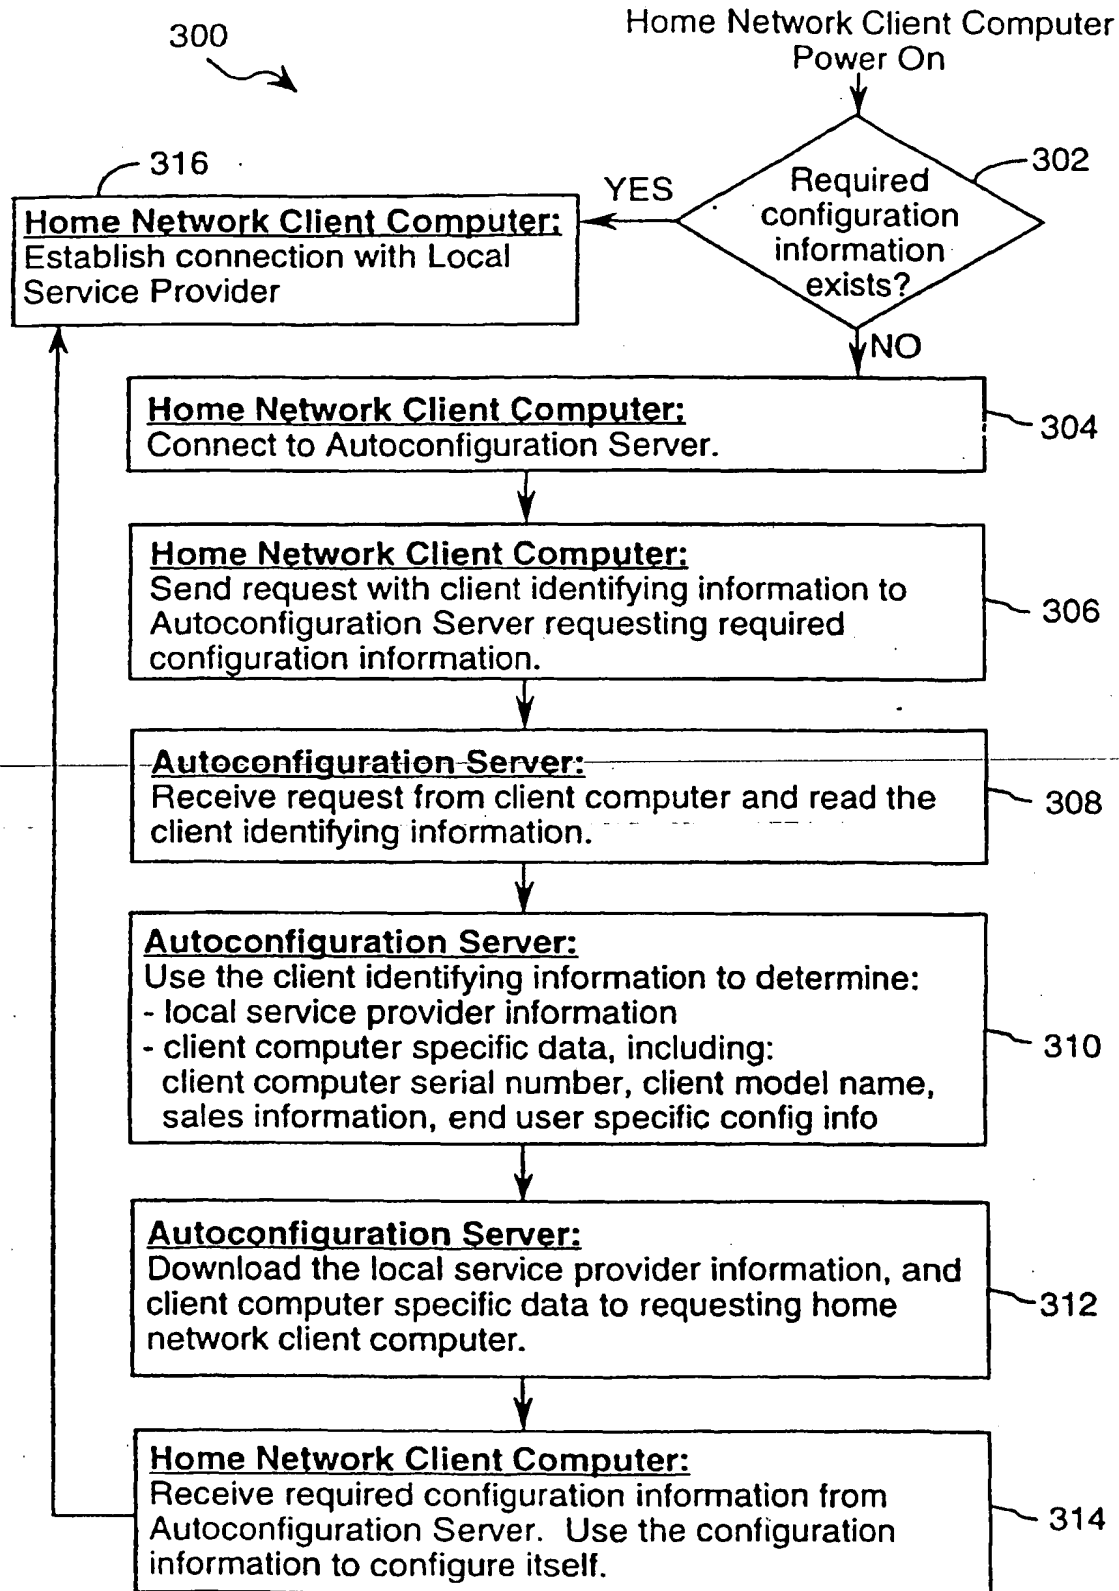 300
Home Network Client Computer
Power On
302
Required
configuration
information
exists?
YES
NO
316
Home Network Client Computer:
Establish connection with Local
Service Provider
Home Network Client Computer:
Connect to Autoconfiguration Server.
304
Home Network Client Computer:
Send request with client identifying information to
Autoconfiguration Server requesting required
configuration information.
306
Autoconfiguration Server:
Receive request from client computer and read the
client identifying information.
308
Autoconfiguration Server:
Use the client identifying information to determine:
- local service provider information
- client computer specific data, including:
client computer serial number, client model name,
sales information, end user specific config info
310
Autoconfiguration Server:
Download the local service provider information, and
client computer specific data to requesting home
network client computer.
312
Home Network Client Computer:
Receive required configuration information from
Autoconfiguration Server. Use the configuration
information to configure itself.
314